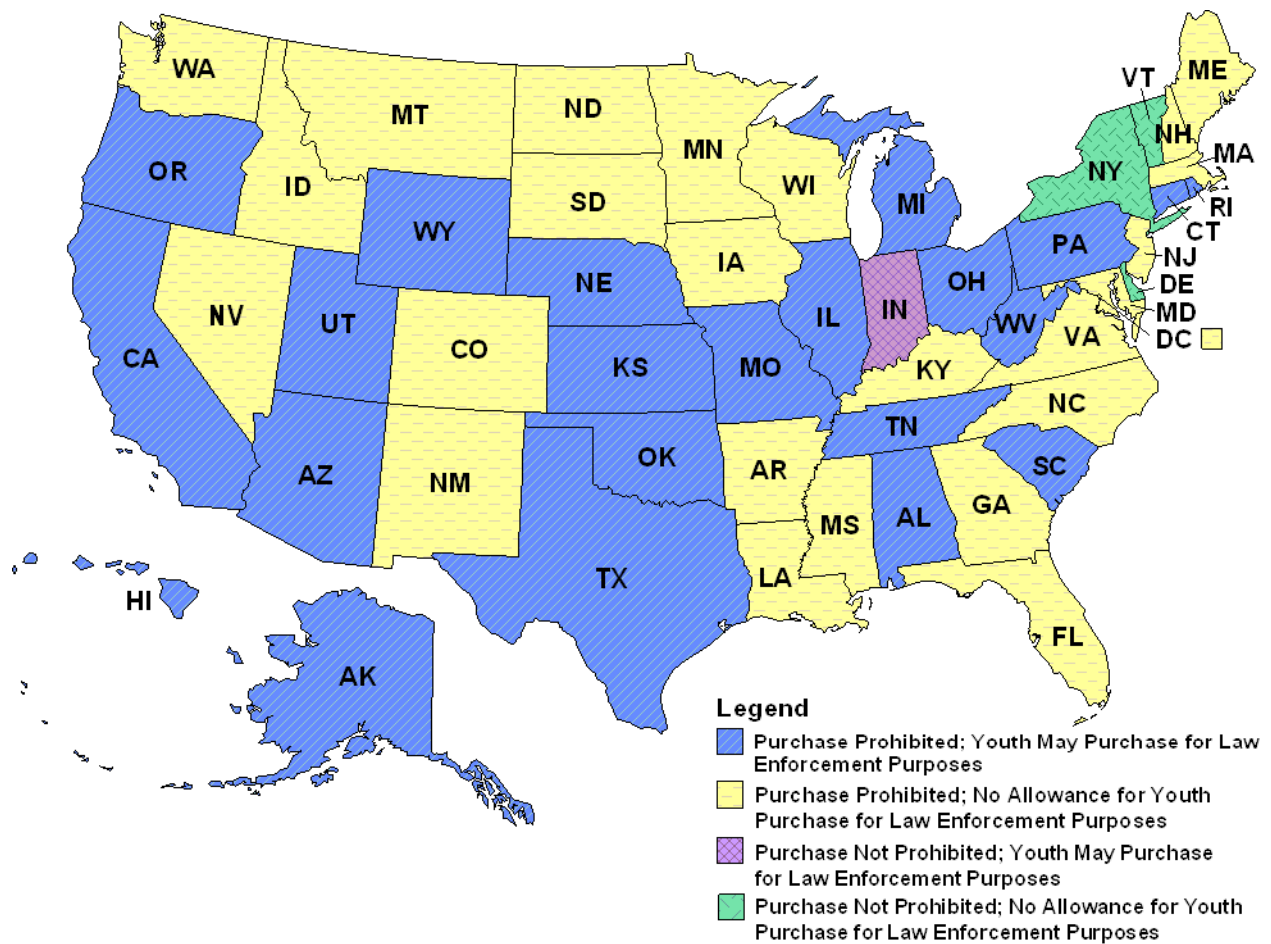 WA
MT
ND
MN
ME
VT
NH
MA
OR
ID
SD
WI
MI
NY
RI
CT
WY
IA
PA
NJ
NE
OH
DE
NV
UT
CO
IL
IN
WV
MD
VA
DC
CA
KS
MO
KY
NC
AZ
NM
OK
AR
TN
SC
MS
AL
GA
HI
TX
LA
FL
AK
Legend
Purchase Prohibited; Youth May Purchase for Law
Enforcement Purposes
Purchase Prohibited; No Allowance for Youth
Purchase for Law Enforcement Purposes
Purchase Not Prohibited; Youth May Purchase
for Law Enforcement Purposes
Purchase Not Prohibited; No Allowance for Youth
Purchase for Law Enforcement Purposes